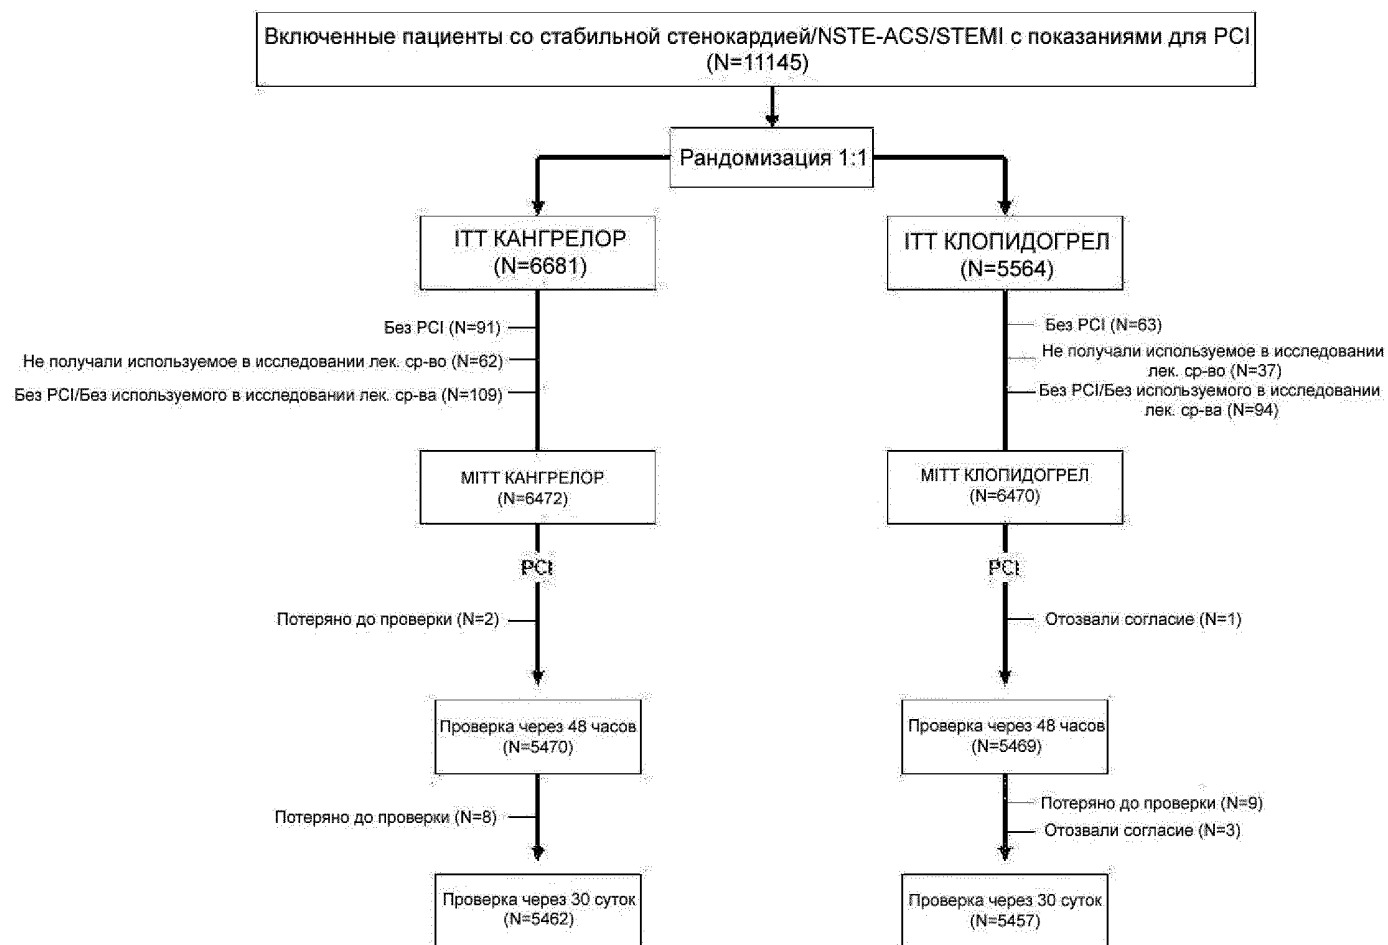 Включенные пациенты со стабильной стенокардией/NSTE-ACS/STEMI с показаниями для PCI
(N=11145)
Рандомизация 1:1
ITT КАНГРЕЛОР
(N=6681)
ITT КЛОПИДОГРЕЛ
(N=5564)
Без PCI (N=91)
Не получали используемое в исследовании лек. ср-во (N=62)
Без PCI/Без используемого в исследовании лек. ср-ва (N=109)
Без PCI (N=63)
Не получали используемое в исследовании
лек. ср-во (N=37)
Без PCI/Без используемого в исследовании
лек. ср-ва (N=94)
MITT КАНГРЕЛОР
(N=6472)
MITT КЛОПИДОГРЕЛ
(N=6470)
PCI
PCI
Потеряно до проверки (N=2)
Отозвали согласие (N=1)
Проверка через 48 часов
(N=5470)
Проверка через 48 часов
(N=5469)
Потеряно до проверки (N=8)
Потеряно до проверки (N=9)
Отозвали согласие (N=3)
Проверка через 30 суток
(N=5462)
Проверка через 30 суток
(N=5457)